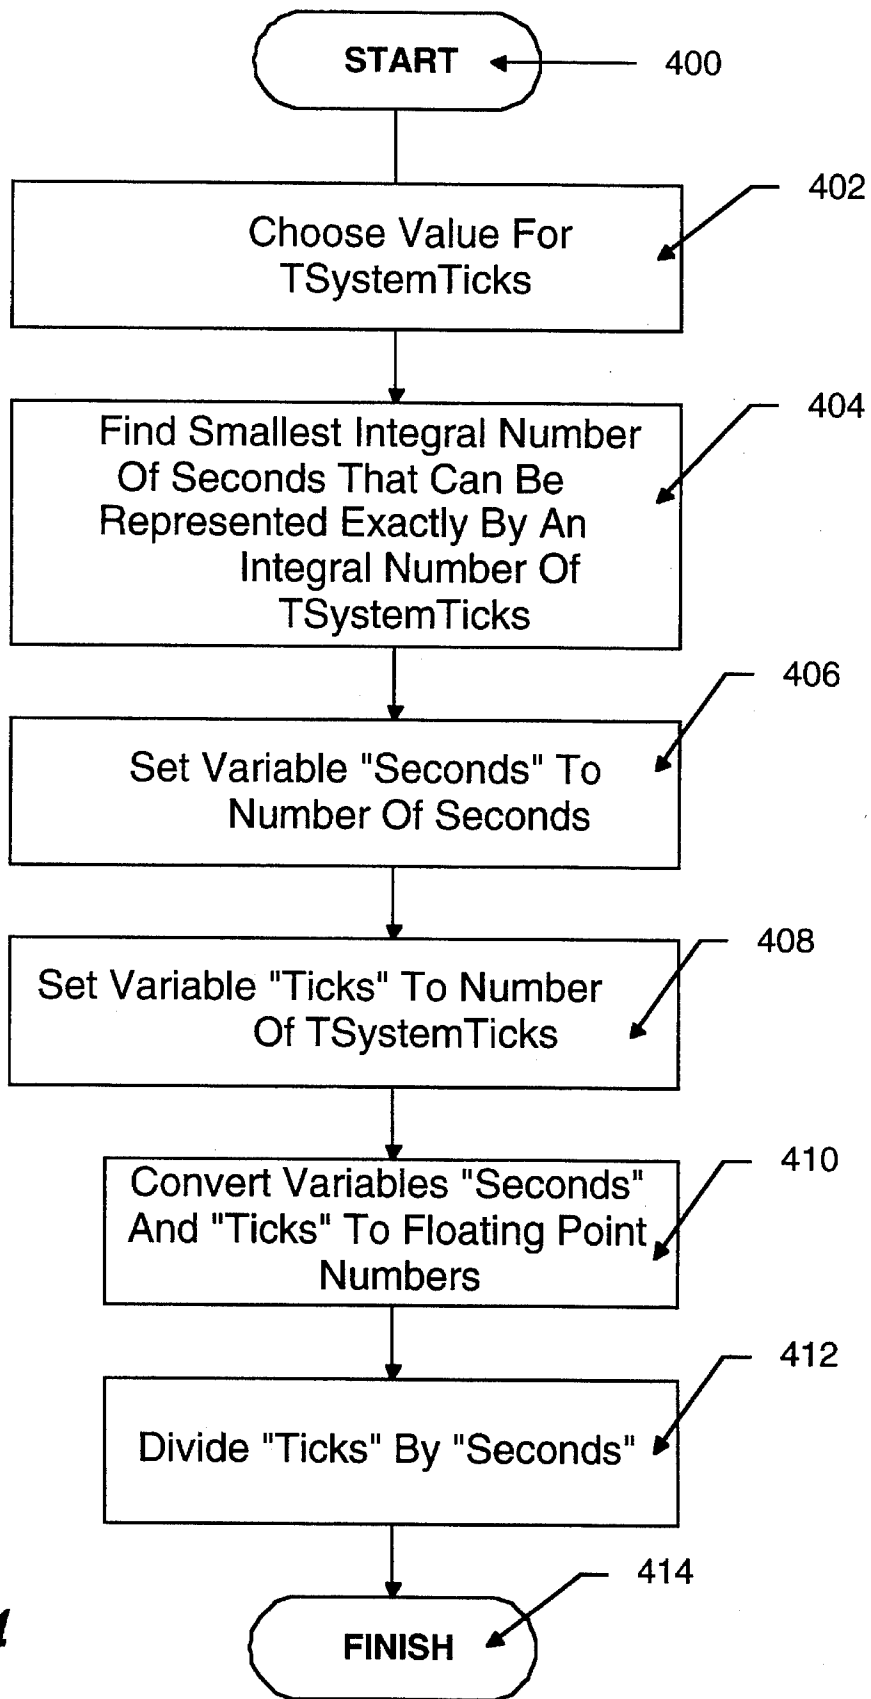 START
400
402
Choose Value For
TSystemTicks
404
Find Smallest Integral Number
Of Seconds That Can Be
Represented Exactly By An
Integral Number Of
TSystemTicks
406
Set Variable "Seconds" To
Number Of Seconds
408
Set Variable "Ticks" To Number
Of TSystemTicks
410
Convert Variables "Seconds"
And "Ticks" To Floating Point
Numbers
412
Divide "Ticks" By "Seconds"
414
FINISH